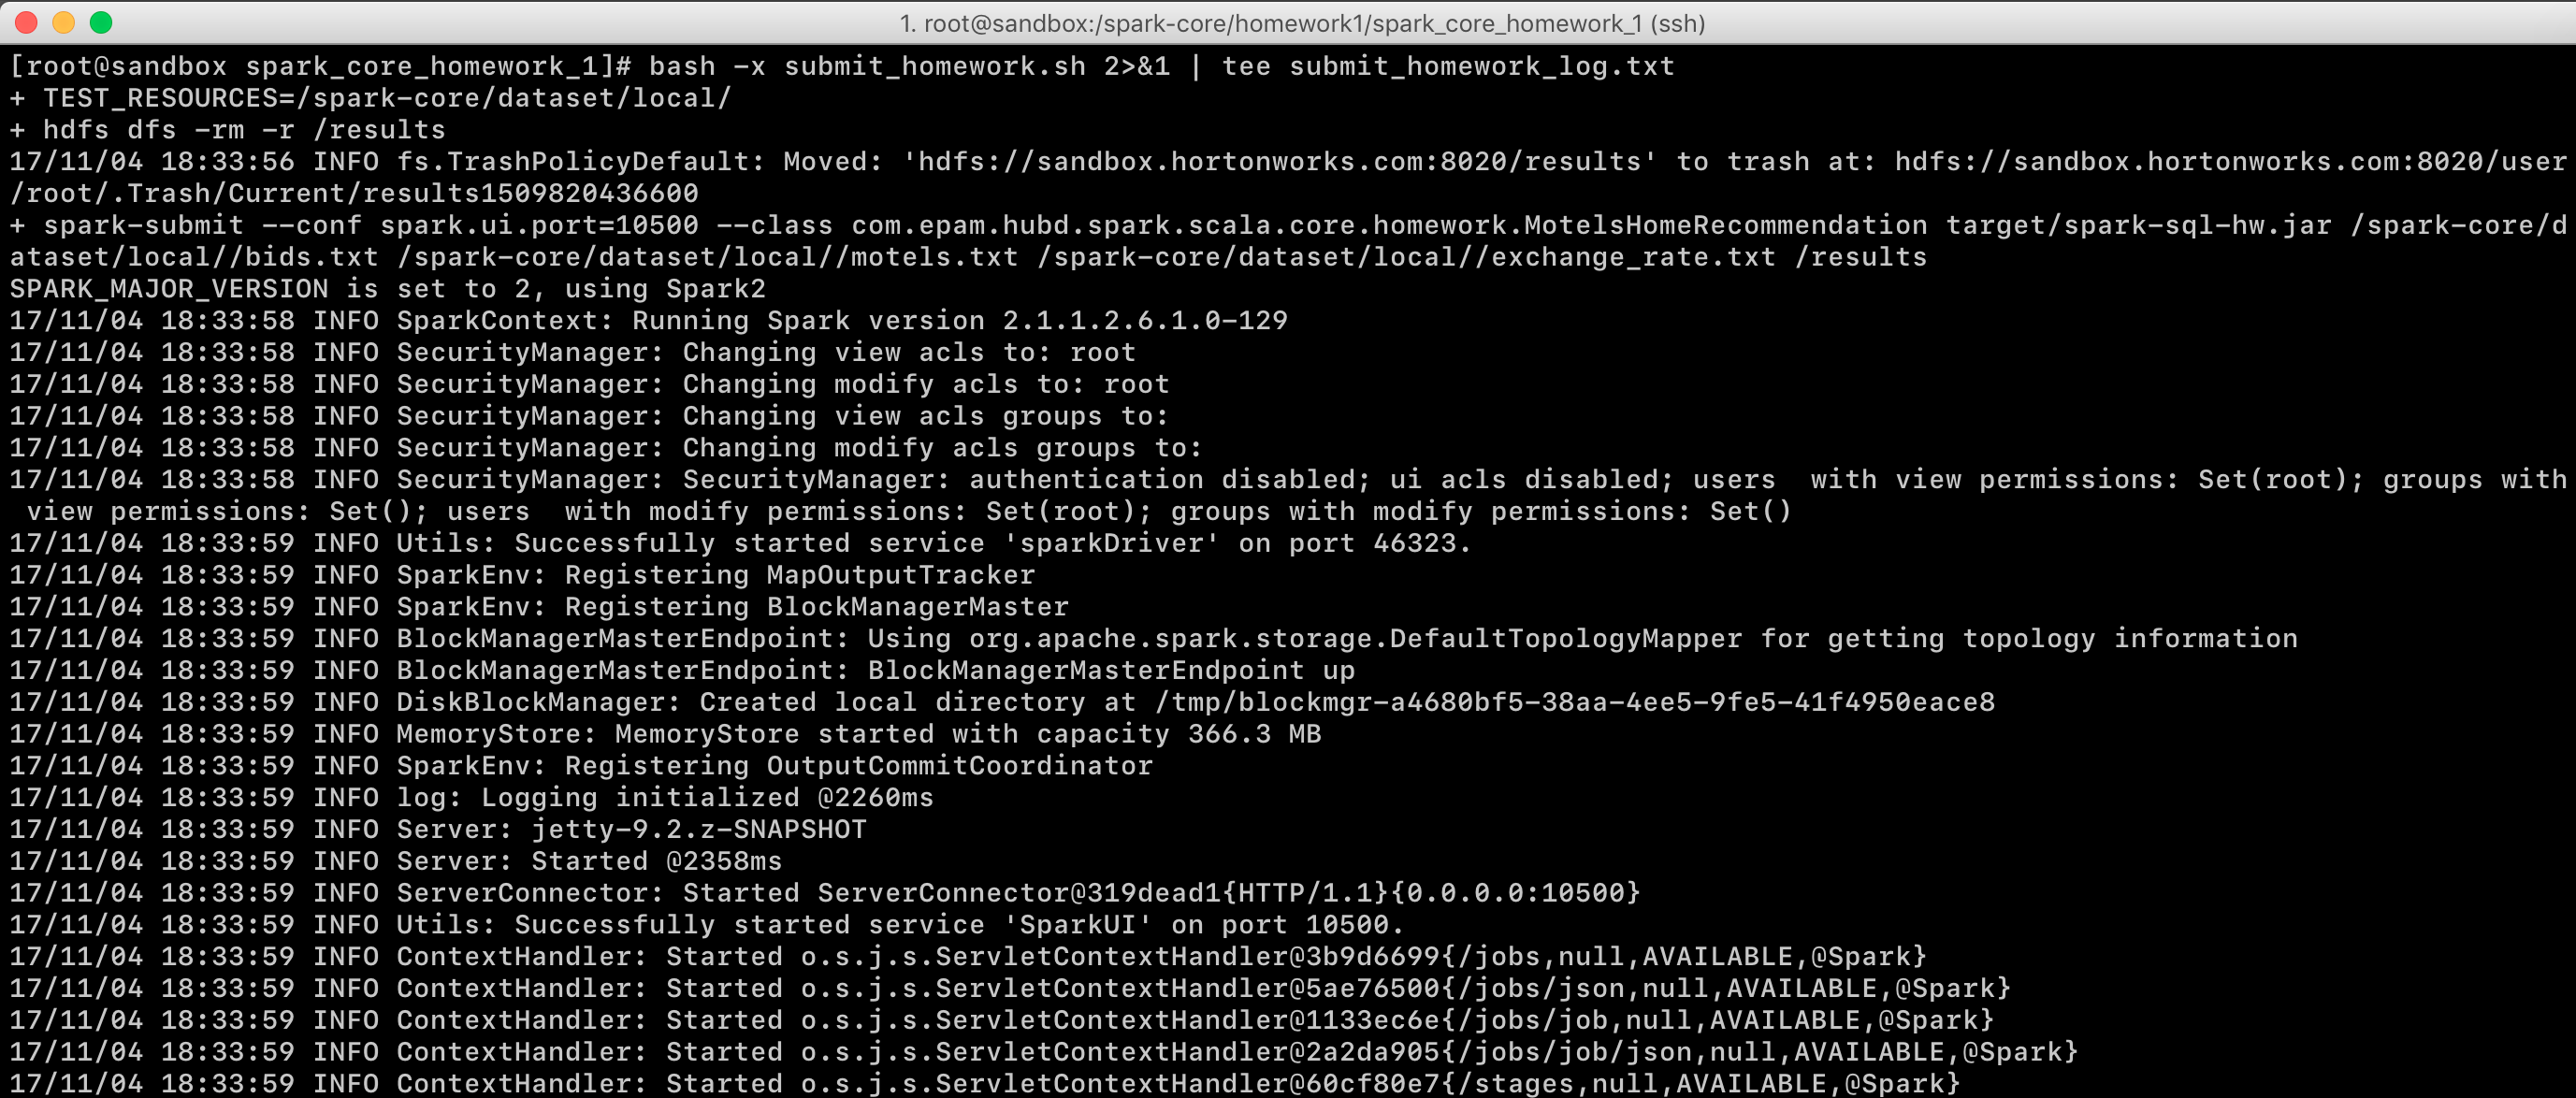 1. root@sandbox:/spark-core/homework1/spark_core_homework_1 (ssh)
[root@sandbox spark_core_homework_1]# bash -x submit_homework.sh 2>&1 | tee submit_homework_log.txt
+ TEST_RESOURCES=/spark-core/dataset/local/
+ hdfs dfs -rm -r /results
17/11/04 18:33:56 INFO fs.TrashPolicyDefault: Moved: 'hdfs://sandbox.hortonworks.com:8020/results' to trash at: hdfs://sandbox.hortonworks.com:8020/user
/root/.Trash/Current/results1509820436600
+ spark-submit --conf spark.ui.port=10500 --class com.epam.hubd.spark.scala.core.homework.MotelsHomeRecommendation target/spark-sql-hw.jar /spark-core/d
ataset/local//bids.txt /spark-core/dataset/local//motels.txt /spark-core/dataset/local//exchange_rate.txt /results
SPARK_MAJOR_VERSION is set to 2, using Spark2
17/11/04 18:33:58 INFO SparkContext: Running Spark version 2.1.1.2.6.1.0-129
17/11/04 18:33:58 INFO SecurityManager: Changing view acls to: root
17/11/04 18:33:58 INFO SecurityManager: Changing modify acls to: root
17/11/04 18:33:58 INFO SecurityManager: Changing view acls groups to:
17/11/04 18:33:58 INFO SecurityManager: Changing modify acls groups to:
17/11/04 18:33:58 INFO SecurityManager: SecurityManager: authentication disabled; ui acls disabled; users  with view permissions: Set(root); groups with
 view permissions: Set(); users  with modify permissions: Set(root); groups with modify permissions: Set()
17/11/04 18:33:59 INFO Utils: Successfully started service 'sparkDriver' on port 46323.
17/11/04 18:33:59 INFO SparkEnv: Registering MapOutputTracker
17/11/04 18:33:59 INFO SparkEnv: Registering BlockManagerMaster
17/11/04 18:33:59 INFO BlockManagerMasterEndpoint: Using org.apache.spark.storage.DefaultTopologyMapper for getting topology information
17/11/04 18:33:59 INFO BlockManagerMasterEndpoint: BlockManagerMasterEndpoint up
17/11/04 18:33:59 INFO DiskBlockManager: Created local directory at /tmp/blockmgr-a4680bf5-38aa-4ee5-9fe5-41f4950eace8
17/11/04 18:33:59 INFO MemoryStore: MemoryStore started with capacity 366.3 MB
17/11/04 18:33:59 INFO SparkEnv: Registering OutputCommitCoordinator
17/11/04 18:33:59 INFO log: Logging initialized @2260ms
17/11/04 18:33:59 INFO Server: jetty-9.2.z-SNAPSHOT
17/11/04 18:33:59 INFO Server: Started @2358ms
17/11/04 18:33:59 INFO ServerConnector: Started ServerConnector@319dead1{HTTP/1.1}{0.0.0.0:10500}
17/11/04 18:33:59 INFO Utils: Successfully started service 'SparkUI' on port 10500.
17/11/04 18:33:59 INFO ContextHandler: Started o.s.j.s.ServletContextHandler@3b9d6699{/jobs,null,AVAILABLE,@Spark}
17/11/04 18:33:59 INFO ContextHandler: Started o.s.j.s.ServletContextHandler@5ae76500{/jobs/json,null,AVAILABLE,@Spark}
17/11/04 18:33:59 INFO ContextHandler: Started o.s.j.s.ServletContextHandler@1133ec6e{/jobs/job,null,AVAILABLE,@Spark}
17/11/04 18:33:59 INFO ContextHandler: Started o.s.j.s.ServletContextHandler@2a2da905{/jobs/job/json,null,AVAILABLE,@Spark}
17/11/04 18:33:59 INFO ContextHandler: Started o.s.j.s.ServletContextHandler@60cf80e7{/stages,null,AVAILABLE,@Spark}